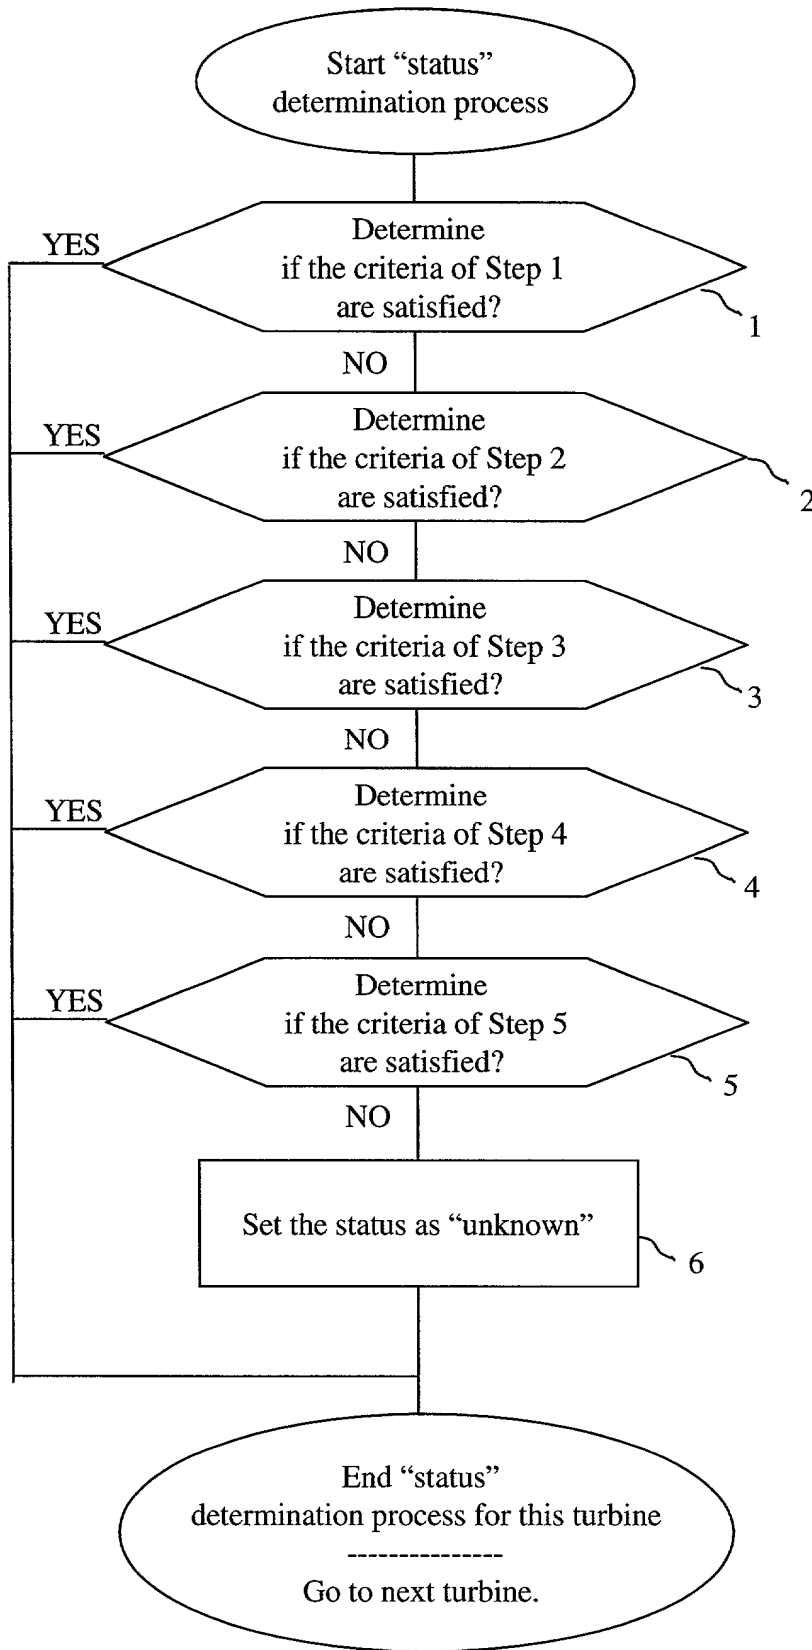 Start “status”
determination process
YES
Determine
if the criteria of Step 1
are satisfied?
1
NO
YES
Determine
if the criteria of Step 2
are satisfied?
2
NO
YES
Determine
if the criteria of Step 3
are satisfied?
3
NO
YES
Determine
if the criteria of Step 4
are satisfied?
4
NO
YES
Determine
if the criteria of Step 5
are satisfied?
5
NO
Set the status as “unknown”
6
End “status”
determination process for this turbine
---------------
Go to next turbine.